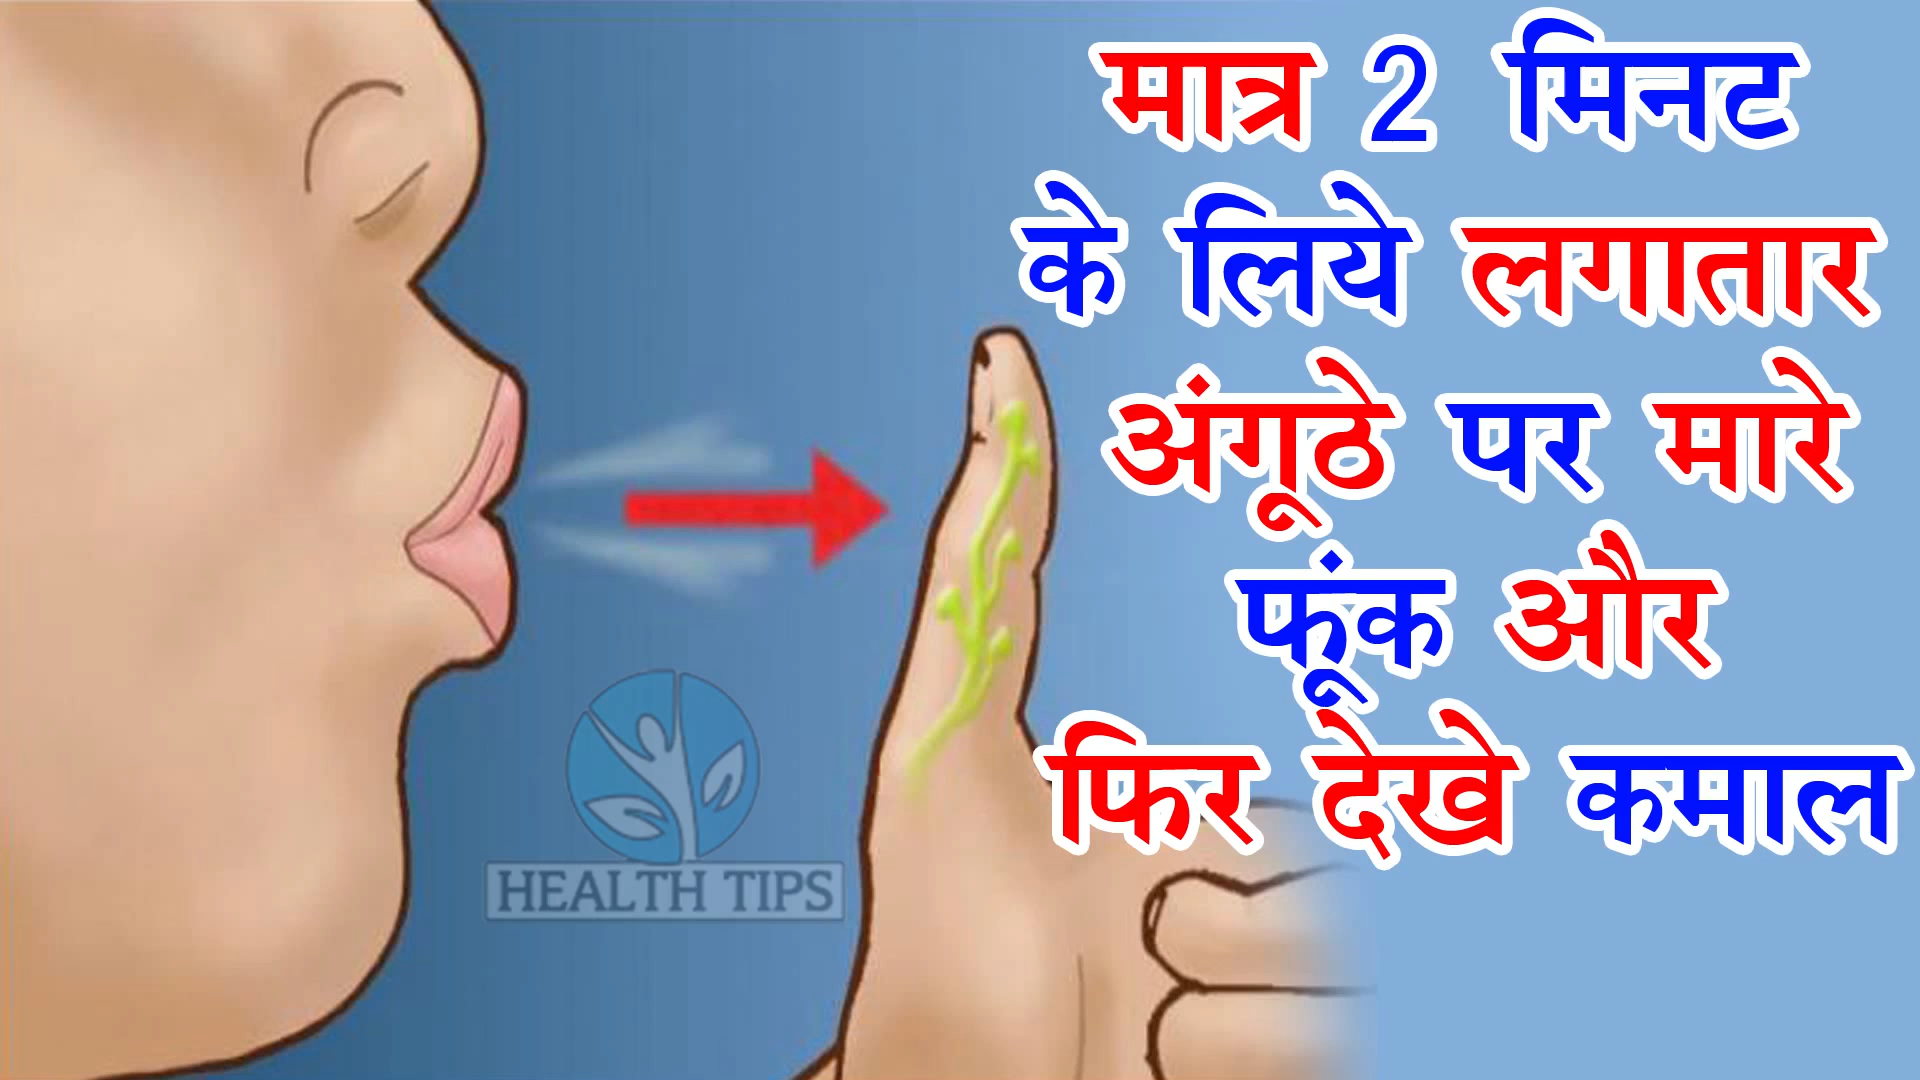 मात्र 2 मिनट
के लिये लगातार
अंगूठे पर मारे
फूंक और
फिर देखे कमाल
HEALTH TIPS